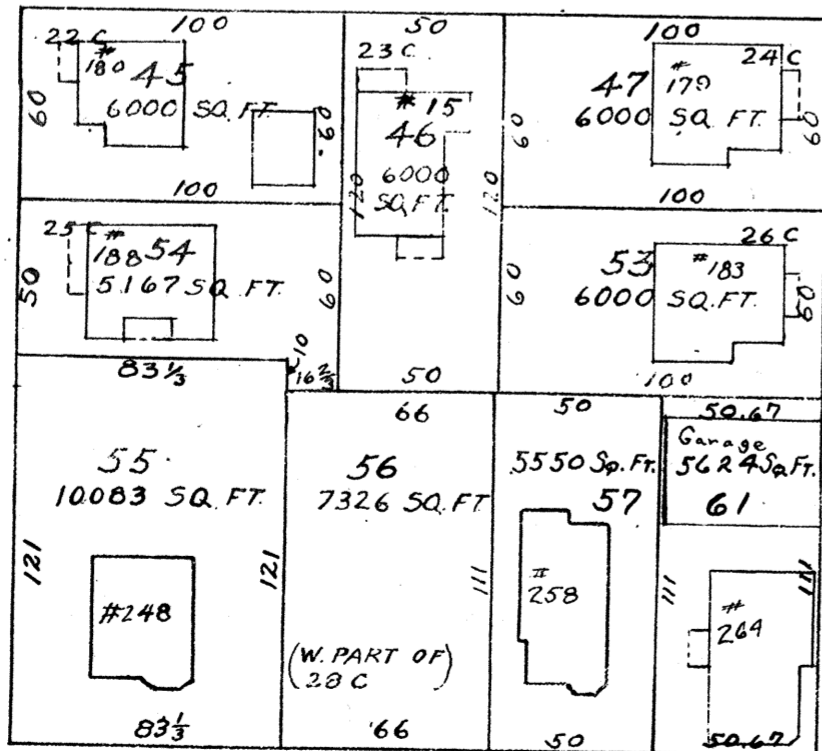 100
50
100
22 C
# 180
45
6000 SQ. FT.
60
60
100
23 C
# 15
46
6000
SQ. FT.
120
120
50
24 C
47
# 179
6000 SQ. FT.
60
60
100
25 C
# 188
54
5167 SQ. FT.
50
60
83 1/3
10
16 2/3
26 C
53
# 183
6000 SQ. FT.
60
60
100
55
10083 SQ. FT.
121
121
#248
83 1/3
66
56
7326 SQ. FT
111
(W. PART OF)
28 C
66
50
5550 Sq. Ft.
57
# 258
50
50.67
Garage
5624 Sq. Ft.
61
111
111
# 264
50.67